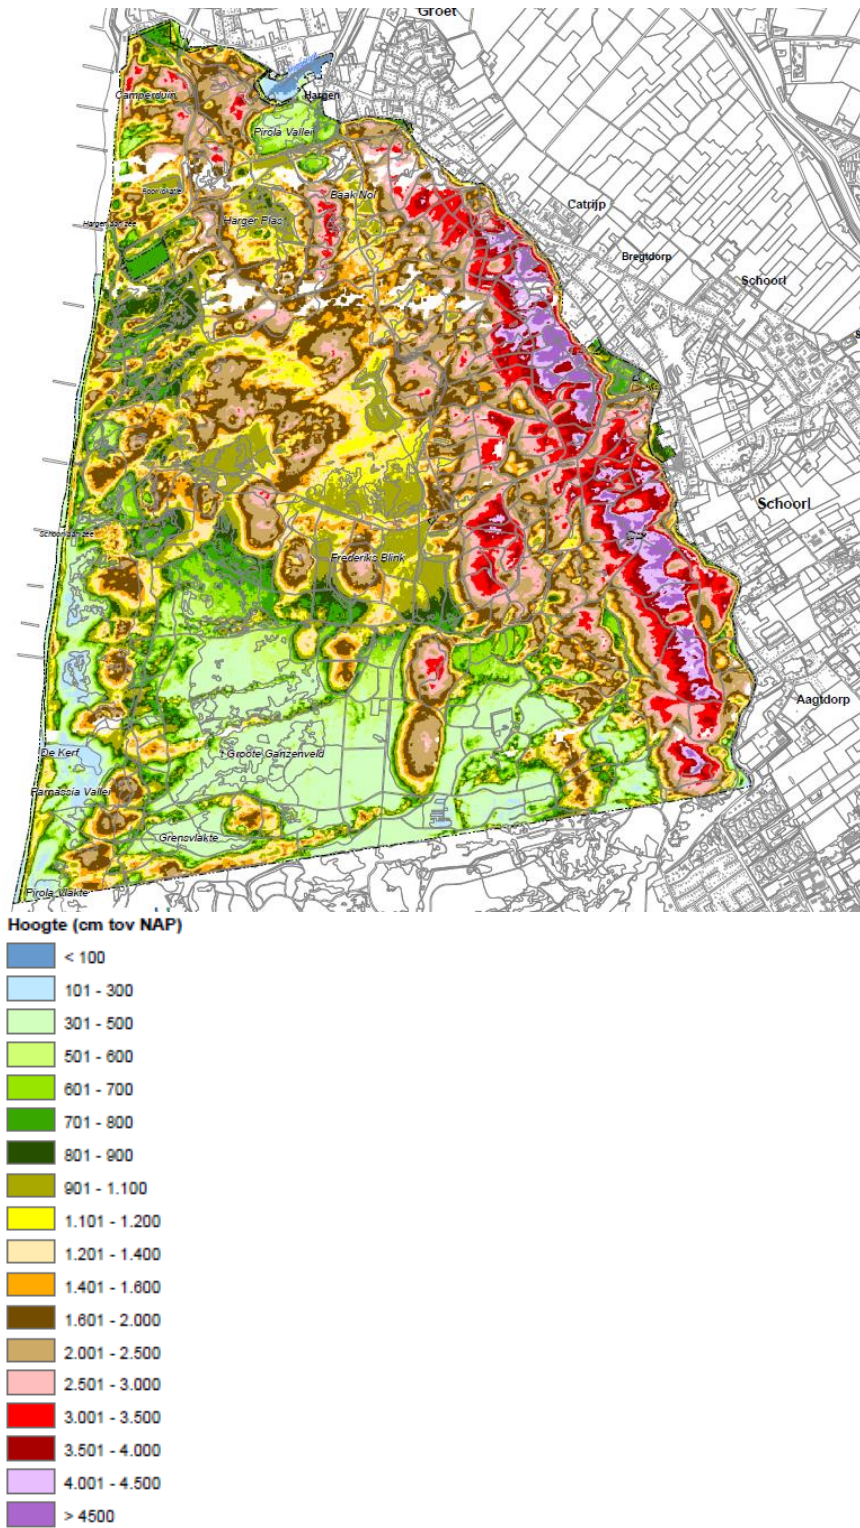 Groet
Camperduin
Hargen
Pirola Vallei
Baak Nol
Catrijp
Harger Plas
Bregtdorp
Schoorl
Schoorl
Frederiks Blink
Aagtdorp
De Kerf
't Groote Ganzenveld
Parnassia Vallei
Grensvlakte
Pirola Vlakte
Hoogte (cm tov NAP)
< 100
101 - 300
301 - 500
501 - 600
601 - 700
701 - 800
801 - 900
901 - 1.100
1.101 - 1.200
1.201 - 1.400
1.401 - 1.600
1.601 - 2.000
2.001 - 2.500
2.501 - 3.000
3.001 - 3.500
3.501 - 4.000
4.001 - 4.500
> 4500